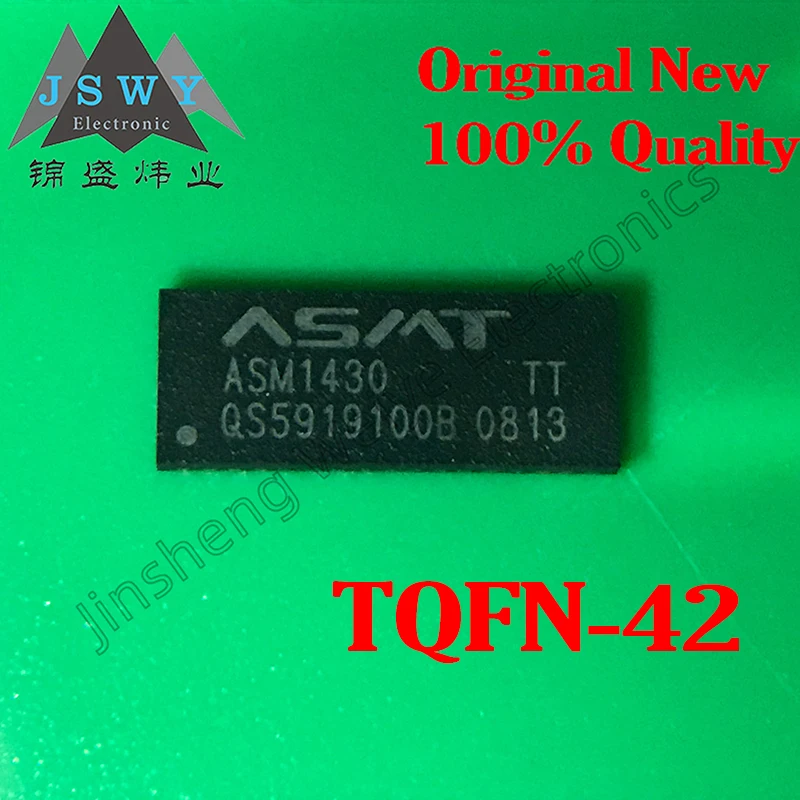 JSWY
Electronic
锦盛炜业
Original New
100% Quality
ASMT
ASM1430 TT
QS5919100B 0813
TQFN-42